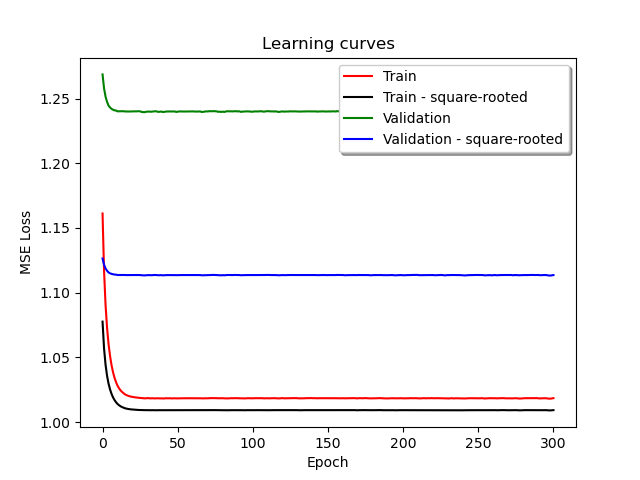 Learning curves
Train
Train - square-rooted
Validation
Validation - square-rooted
MSE Loss
1.25
1.20
1.15
1.10
1.05
1.00
0 50 100 150 200 250 300
Epoch